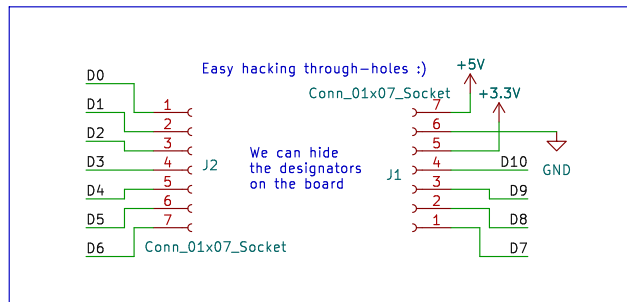 Easy hacking through-holes :)
+5V
Conn_01x07_Socket
+3.3V
D0
1
7
D1
2
6
GND
D2
3
5
We can hide
the designators
on the board
D3
4
J2
J1
4
D10
D4
5
3
D9
D5
6
2
D8
D6
7
1
D7
Conn_01x07_Socket